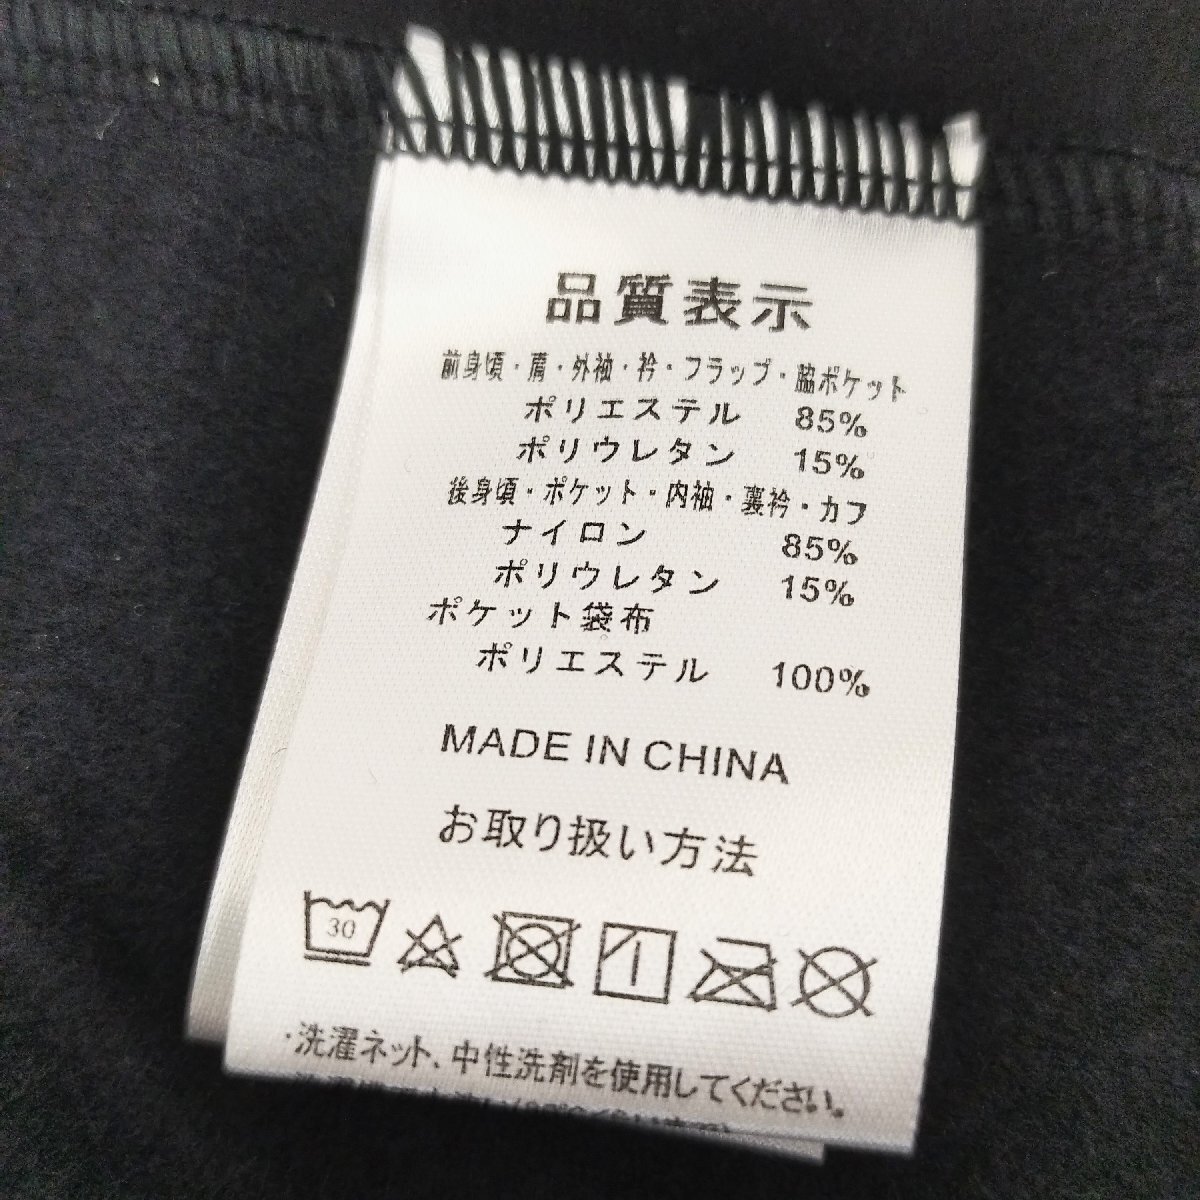 品質表示
前身頃・肩・外袖・衿・フラップ・脇ポケット
ポリエステル 85%
ポリウレタン 15%
後身頃・ポケット・内袖・裏衿・カフ
ナイロン 85%
ポリウレタン 15%
ポケット袋布
ポリエステル 100%
MADE IN CHINA
お取り扱い方法
30
・洗濯ネット、中性洗剤を使用してください。